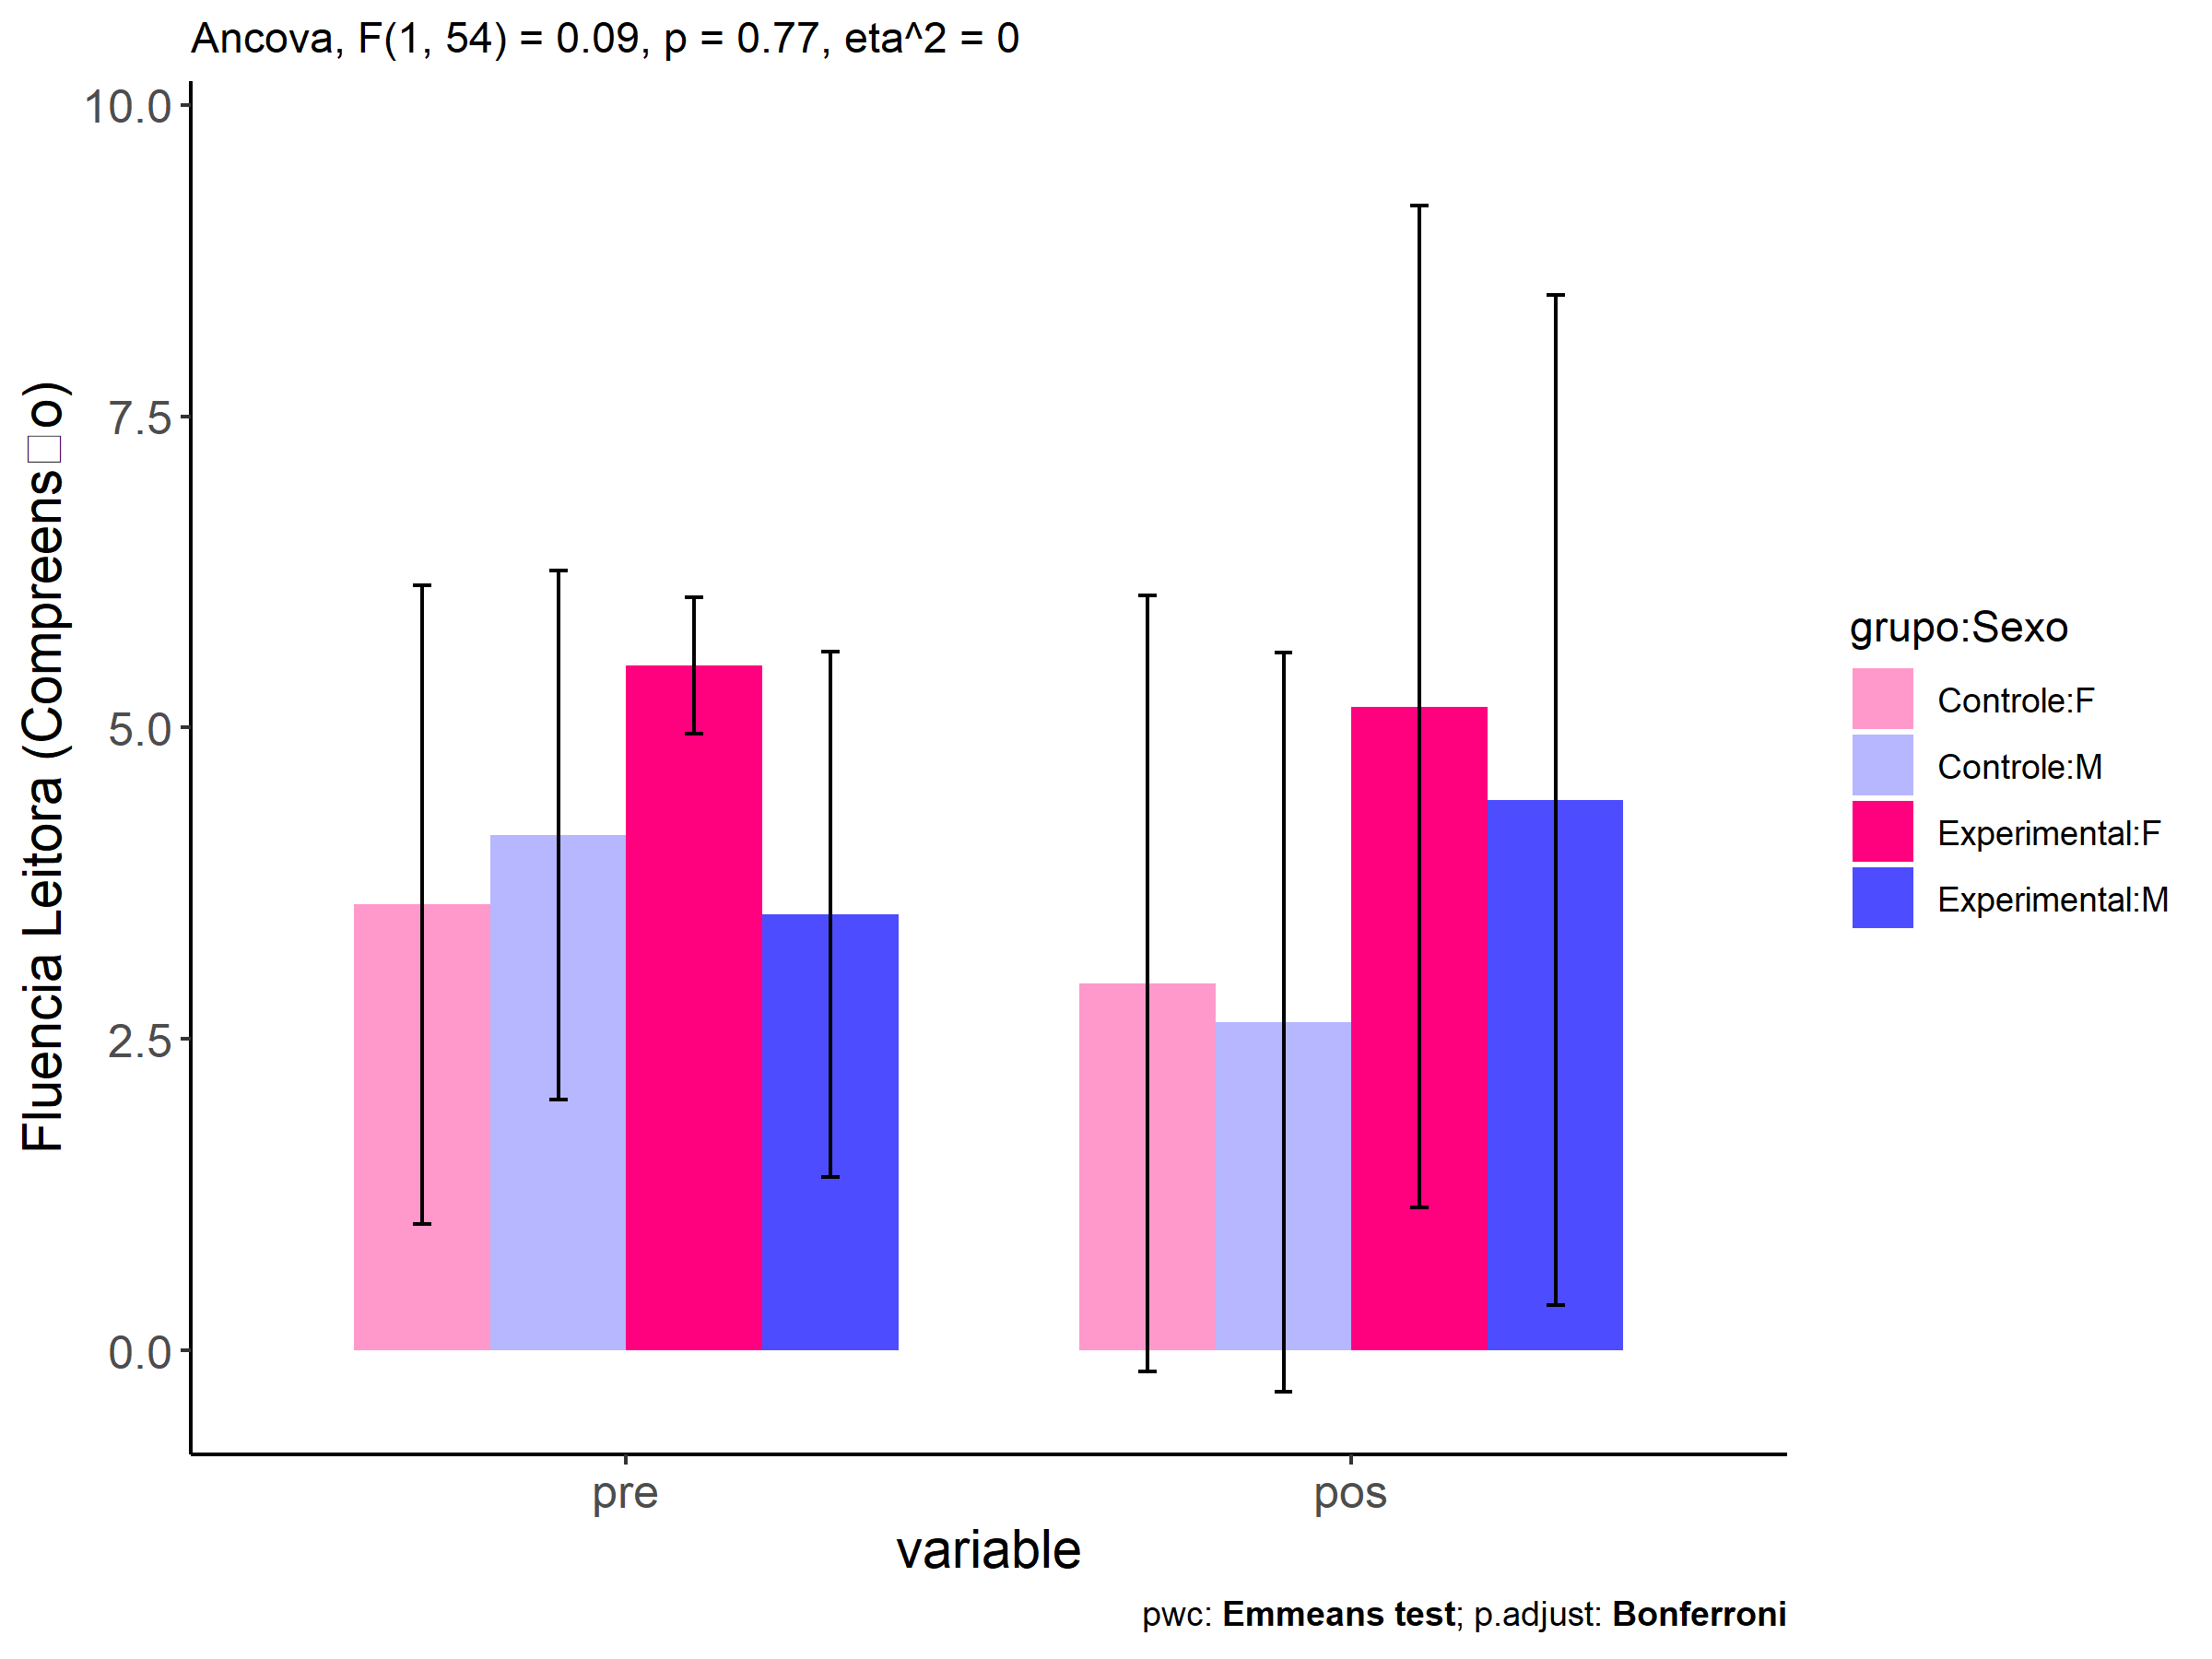 Ancova, F(1, 54) = 0.09, p = 0.77, eta^2 = 0
10.0
7.5
5.0
2.5
0.0
Fluencia Leitora (Compreens□o)
pre
pos
variable
grupo:Sexo
Controle:F
Controle:M
Experimental:F
Experimental:M
pwc: Emmeans test; p.adjust: Bonferroni